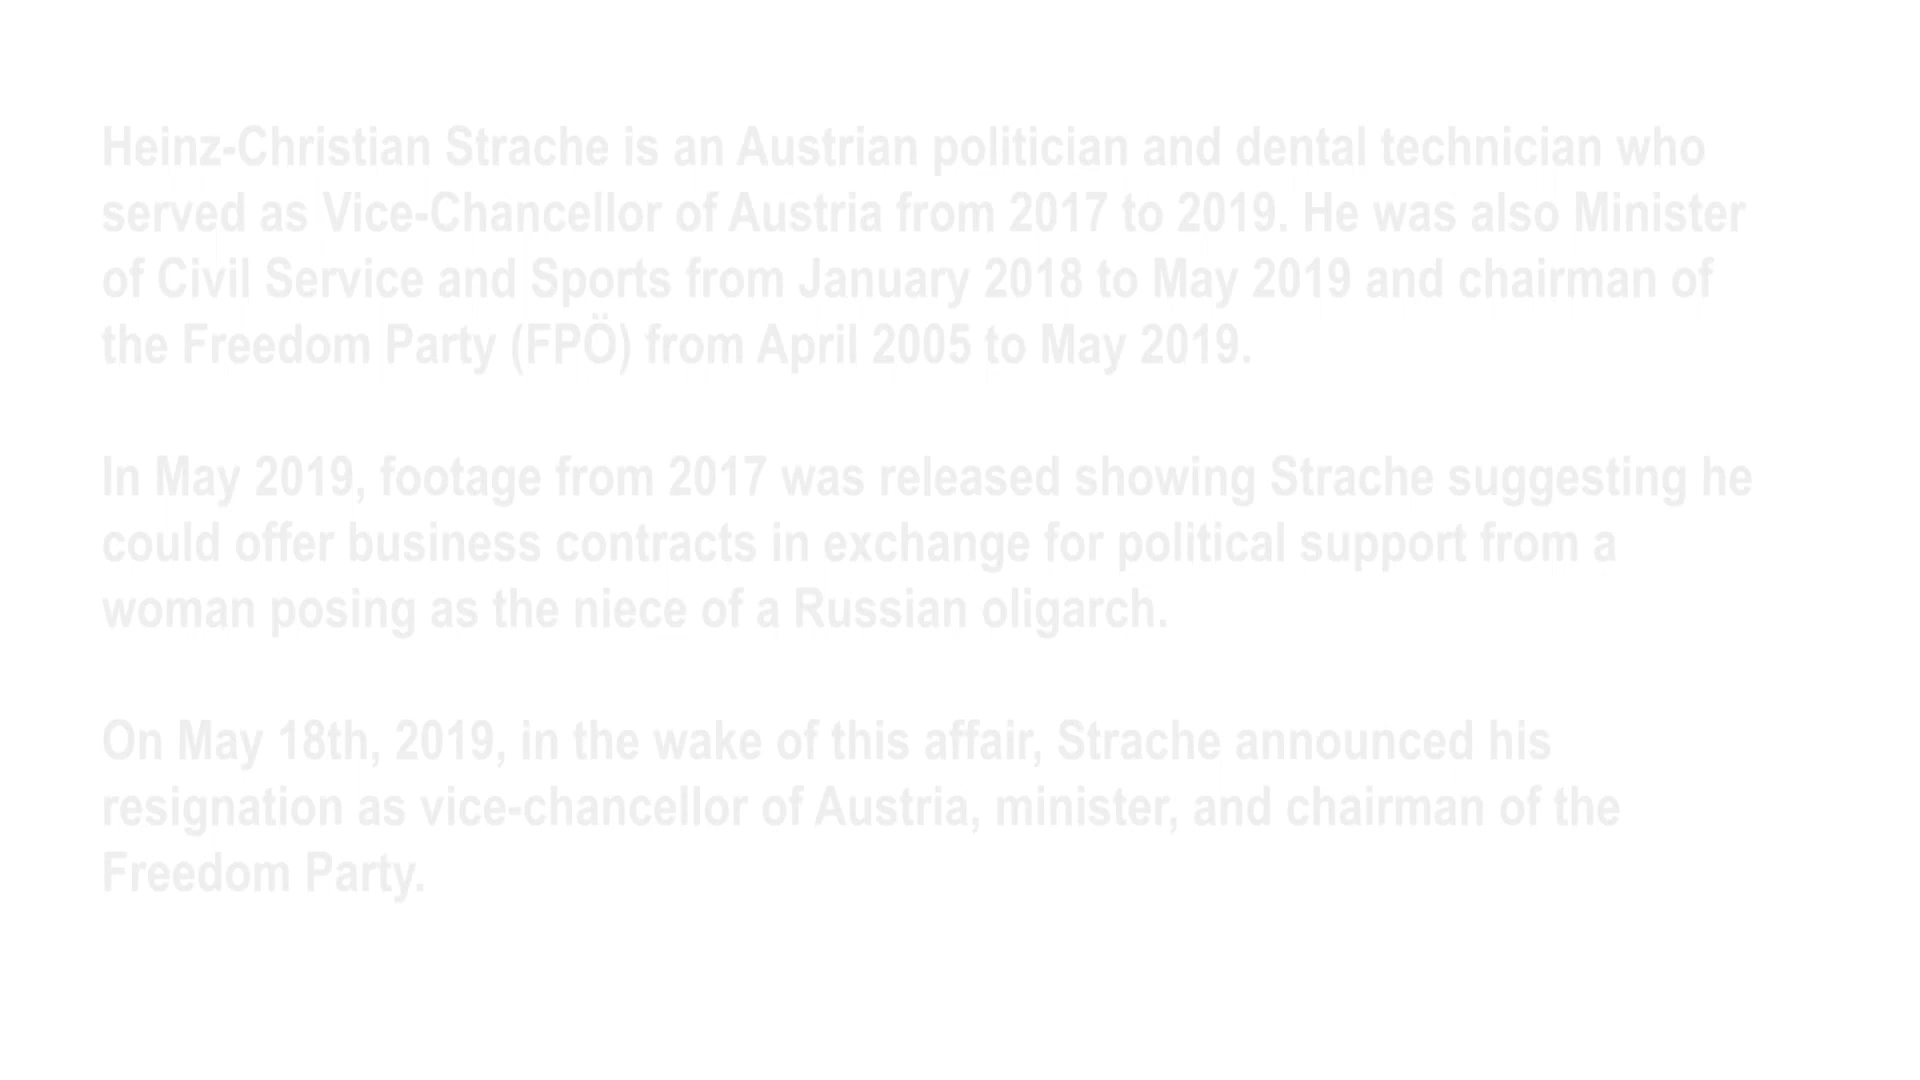 Heinz-Christian Strache is an Austrian politician and dental technician who
served as Vice-Chancellor of Austria from 2017 to 2019. He was also Minister
of Civil Service and Sports from January 2018 to May 2019 and chairman of
the Freedom Party (FPÖ) from April 2005 to May 2019.
In May 2019, footage from 2017 was released showing Strache suggesting he
could offer business contracts in exchange for political support from a
woman posing as the niece of a Russian oligarch.
On May 18th, 2019, in the wake of this affair, Strache announced his
resignation as vice-chancellor of Austria, minister, and chairman of the
Freedom Party.